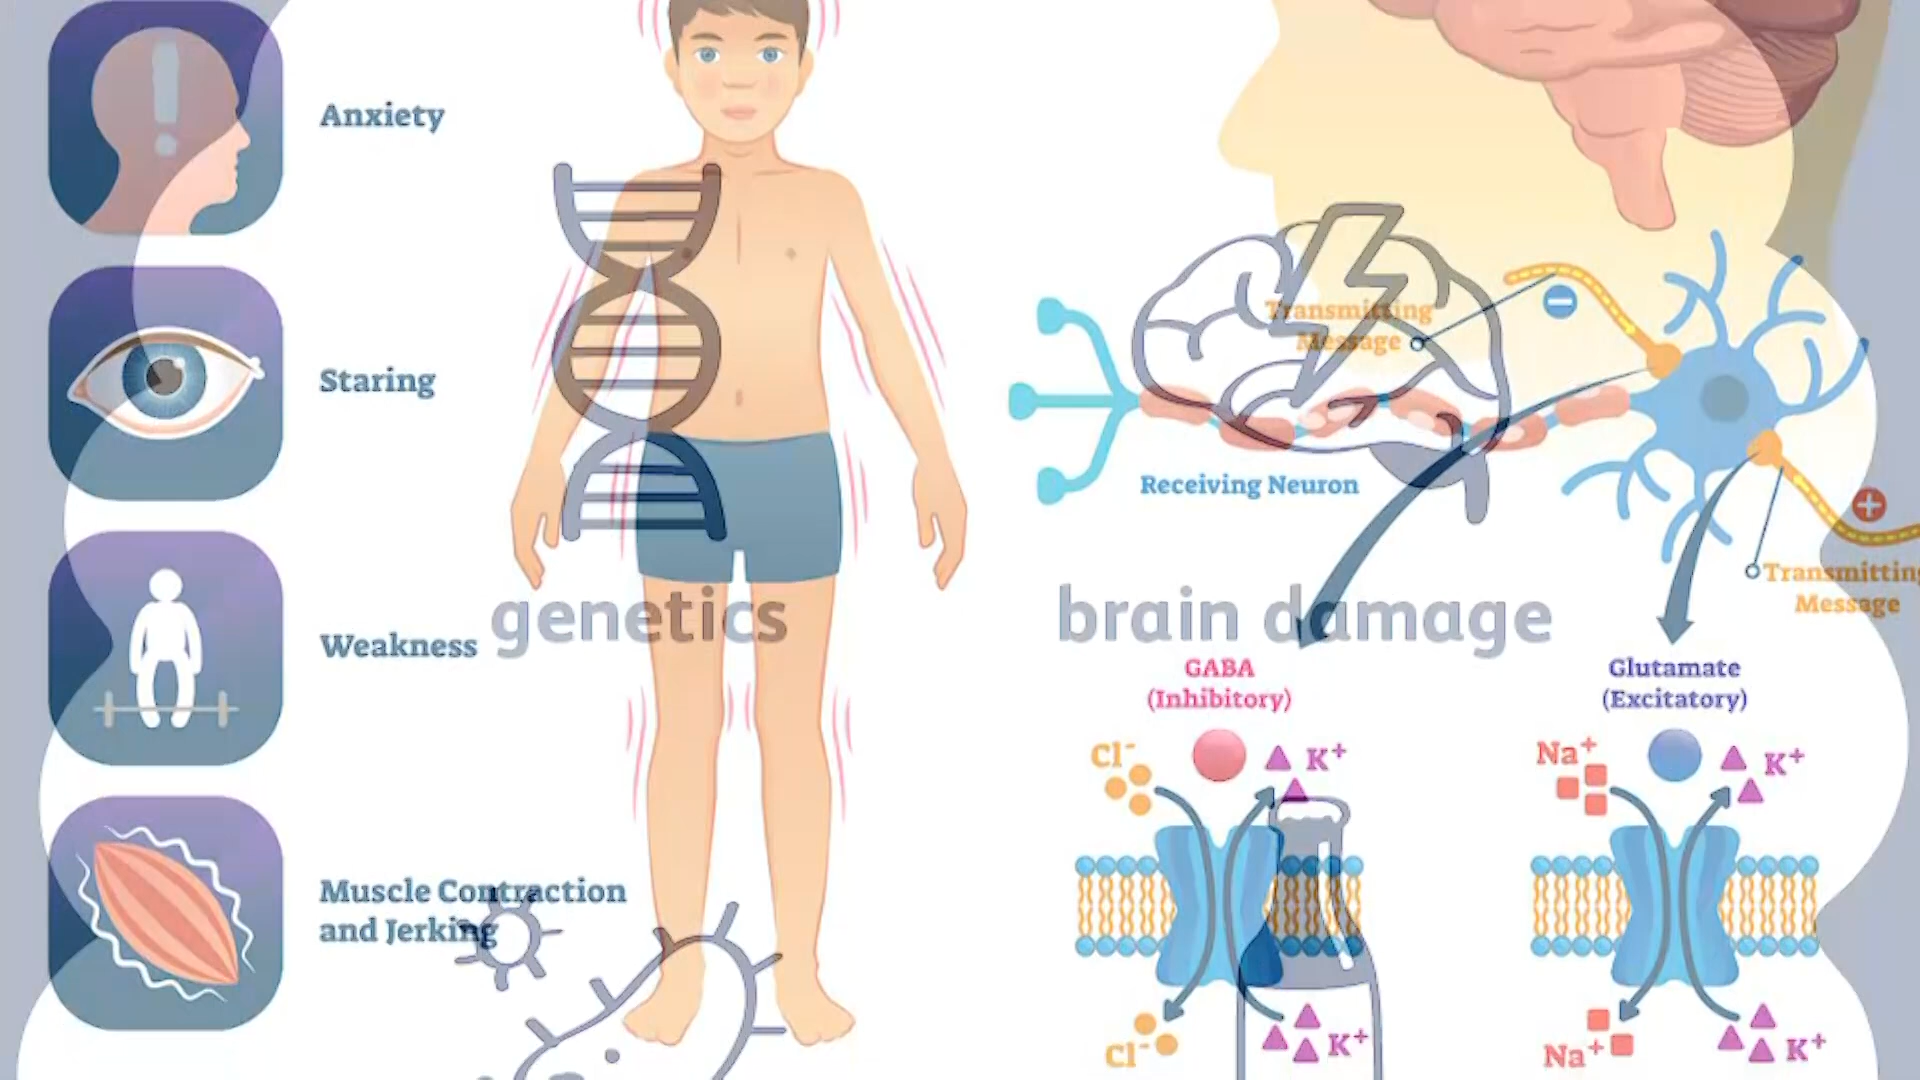 Anxiety
Staring
Weakness
Muscle Contraction
and Jerking
genetics
brain damage
Transmitting
Message
Receiving Neuron
Transmitting
Message
GABA
(Inhibitory)
Glutamate
(Excitatory)
Cl⁻
K⁺
Na⁺
K⁺
Cl⁻
K⁺
Na⁺
K⁺